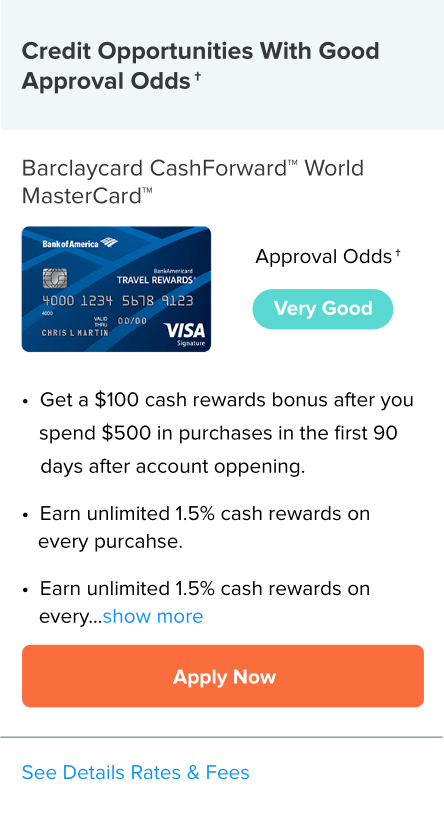 Credit Opportunities With Good
Approval Odds †
Barclaycard CashForward™ World
MasterCard™
Bank of America
BankAmericard
TRAVEL REWARDS®
4000 1234 5678 9123
4000
VALID
THRU
00/00
CHRIS L MARTIN
VISA
Signature
Approval Odds †
Very Good
• Get a $100 cash rewards bonus after you
spend $500 in purchases in the first 90
days after account oppening.
• Earn unlimited 1.5% cash rewards on
every purcahse.
• Earn unlimited 1.5% cash rewards on
every...show more
Apply Now
See Details Rates & Fees